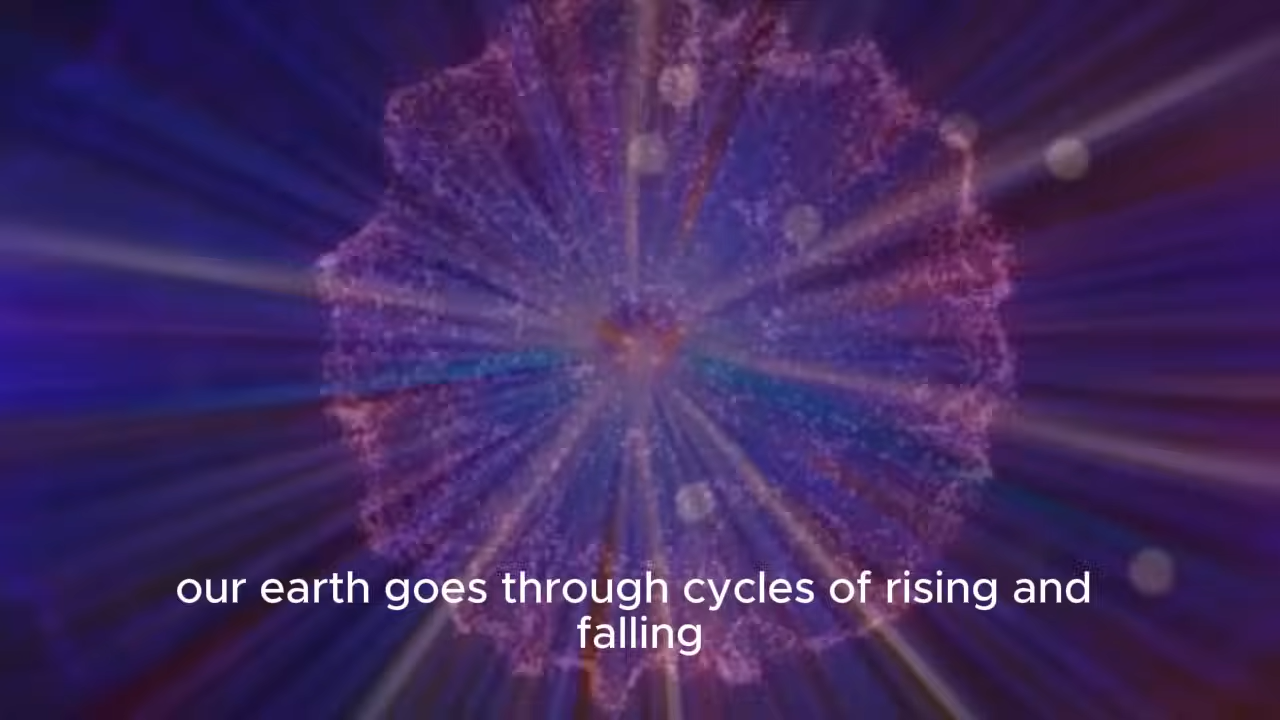 our earth goes through cycles of rising and
falling